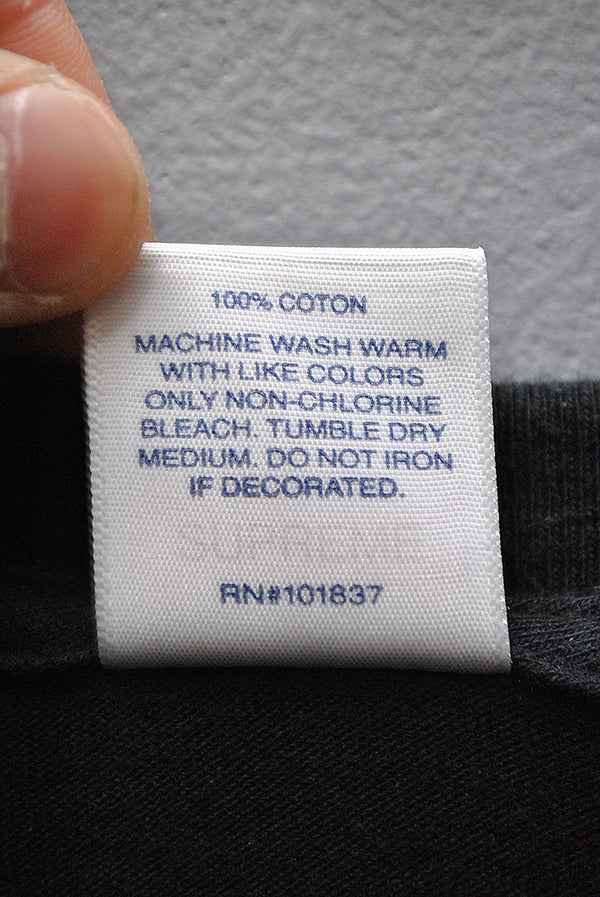 100% COTON
MACHINE WASH WARM
WITH LIKE COLORS
ONLY NON-CHLORINE
BLEACH. TUMBLE DRY
MEDIUM. DO NOT IRON
IF DECORATED.
SUPREME
RN#101837